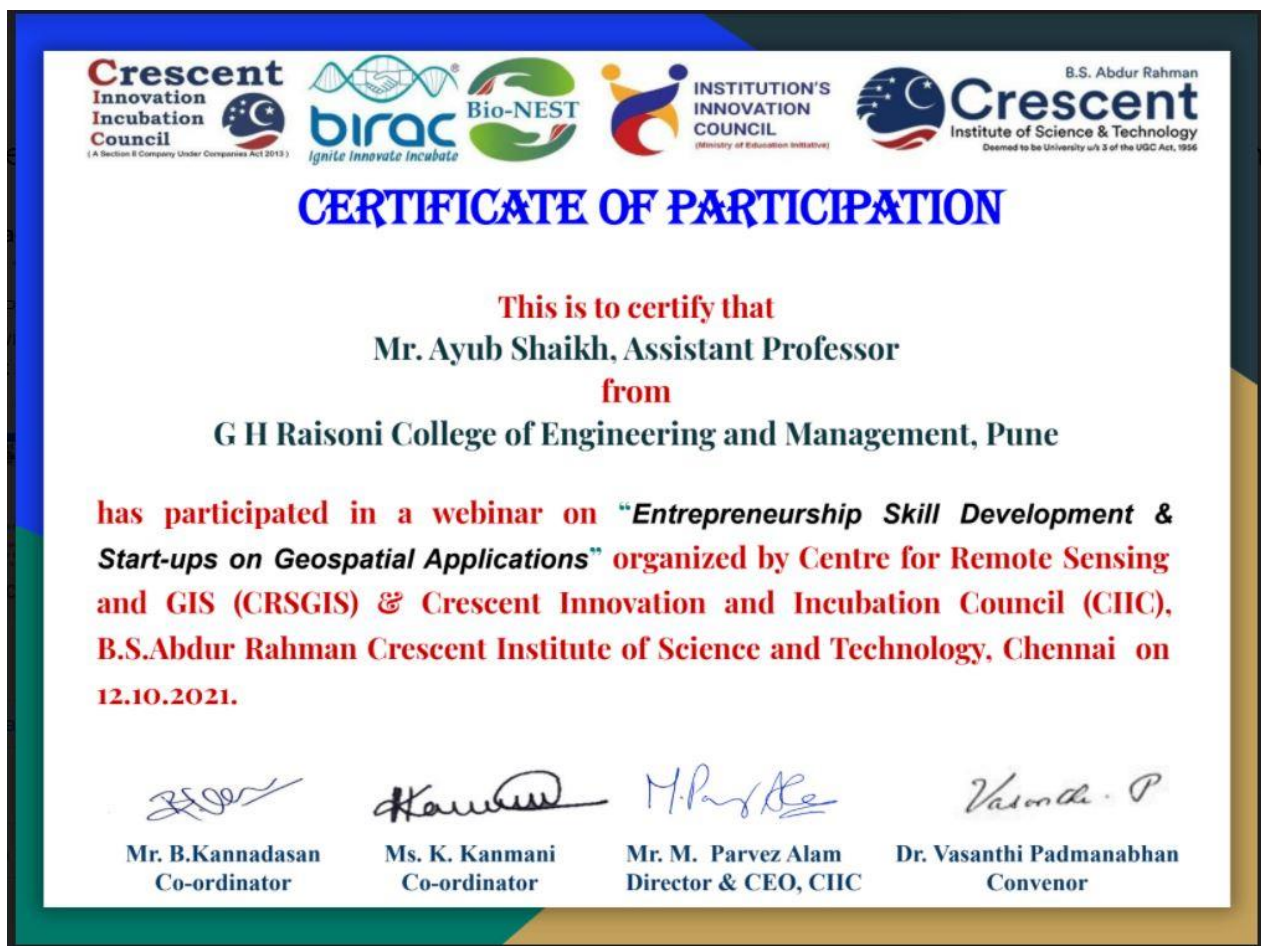 Crescent
Innovation
Incubation
Council
( A Section 8 Company Under Companies Act 2013 )
birac
Ignite Innovate Incubate
Bio-NEST
INSTITUTION'S
INNOVATION
COUNCIL
(Ministry of Education Initiative)
B.S. Abdur Rahman
Crescent
Institute of Science & Technology
Deemed to be University u/s 3 of the UGC Act, 1956
CERTIFICATE OF PARTICIPATION
This is to certify that
Mr. Ayub Shaikh, Assistant Professor
from
G H Raisoni College of Engineering and Management, Pune
has participated in a webinar on “Entrepreneurship Skill Development &
Start-ups on Geospatial Applications” organized by Centre for Remote Sensing
and GIS (CRSGIS) & Crescent Innovation and Incubation Council (CIIC),
B.S.Abdur Rahman Crescent Institute of Science and Technology, Chennai on
12.10.2021.
Vasanthi. P
Mr. B.Kannadasan
Co-ordinator
Ms. K. Kanmani
Co-ordinator
Mr. M. Parvez Alam
Director & CEO, CIIC
Dr. Vasanthi Padmanabhan
Convenor